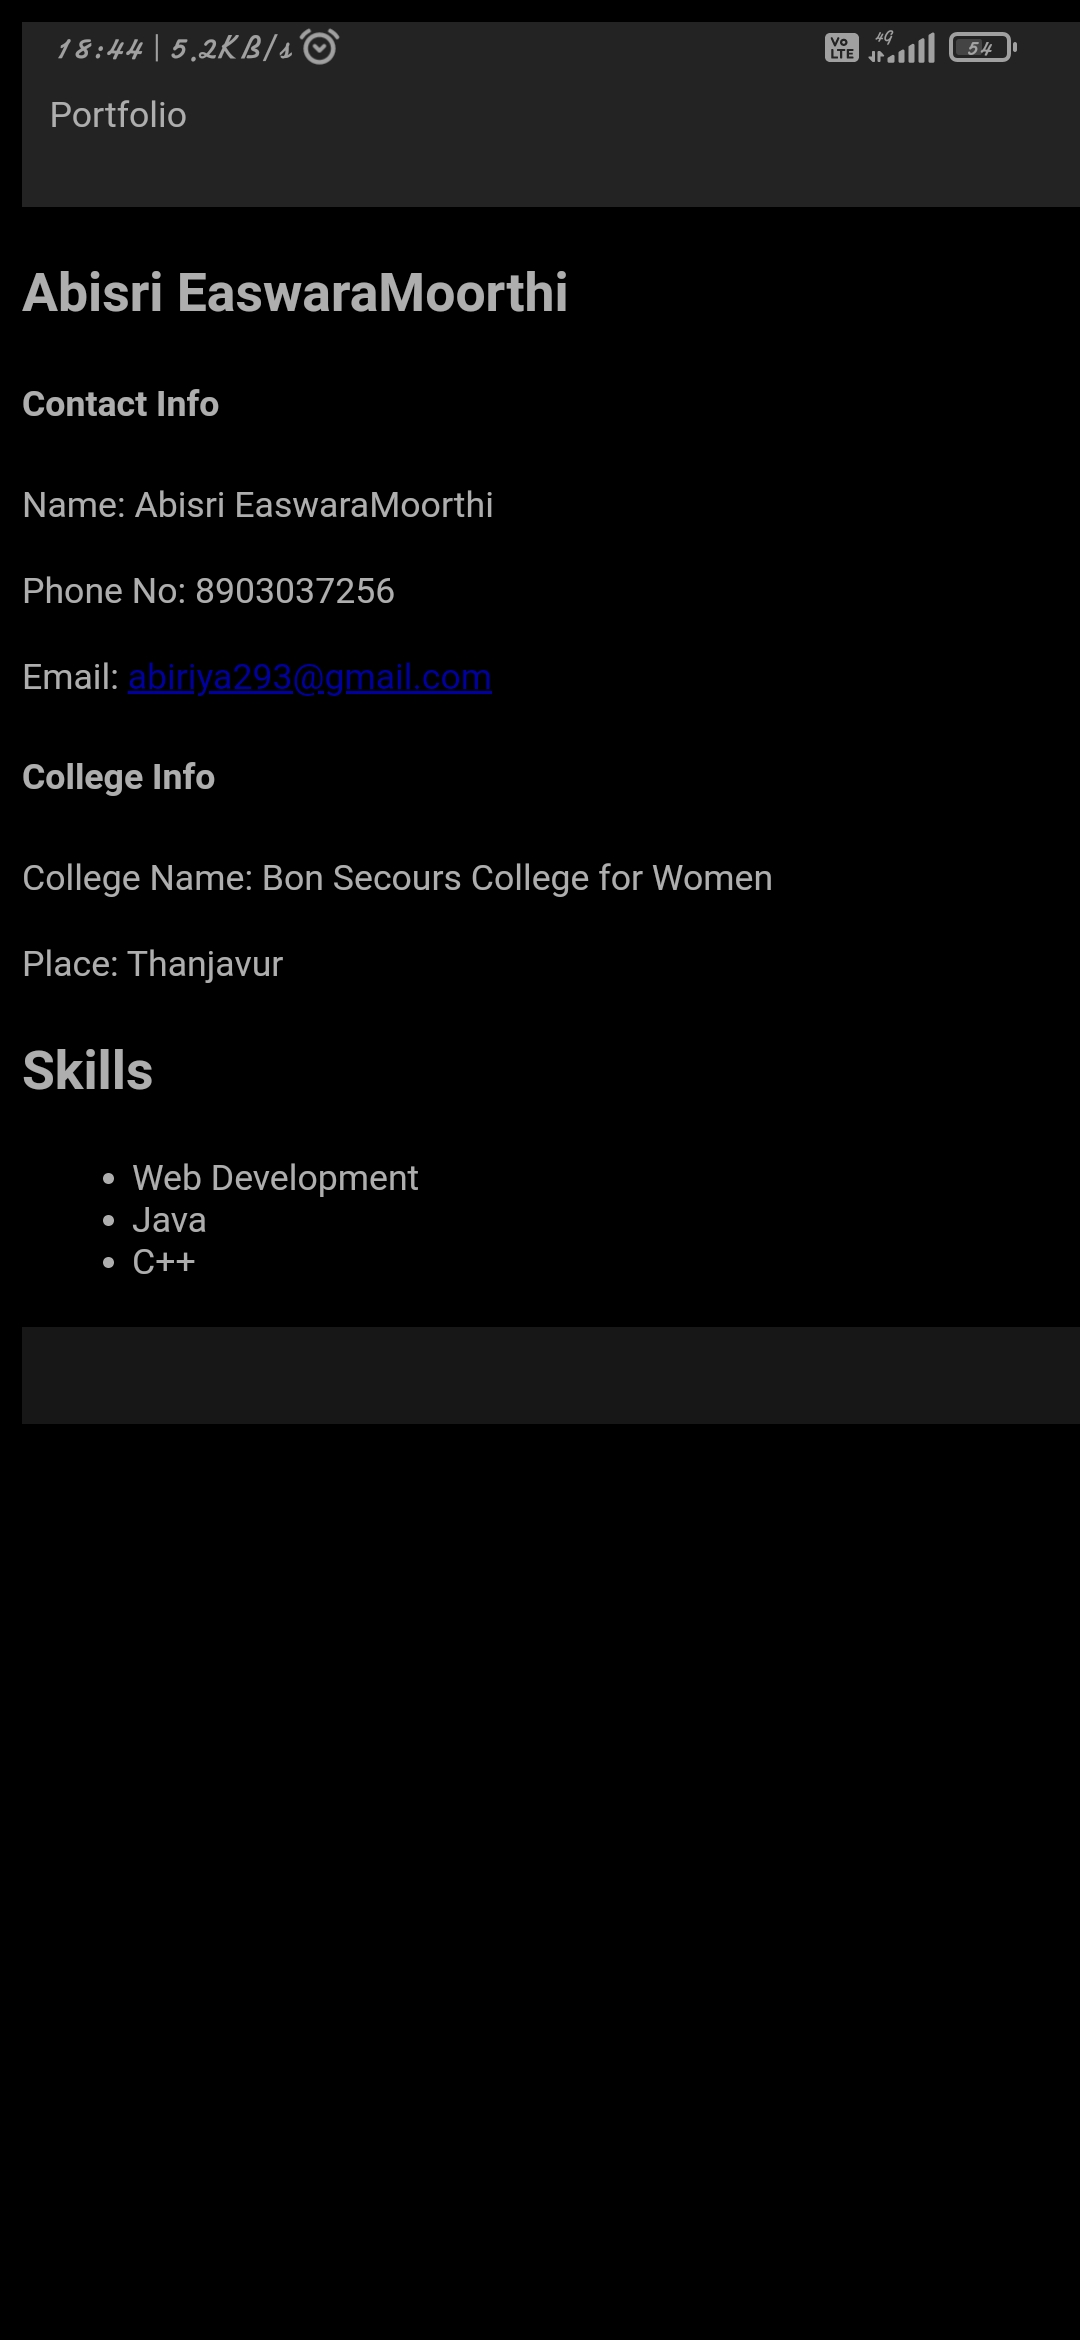 18:44 | 5.2KB/s
Vo LTE 4G 54
Portfolio
Abisri EaswaraMoorthi
Contact Info
Name: Abisri EaswaraMoorthi
Phone No: 8903037256
Email: abiriya293@gmail.com
College Info
College Name: Bon Secours College for Women
Place: Thanjavur
Skills
• Web Development
• Java
• C++